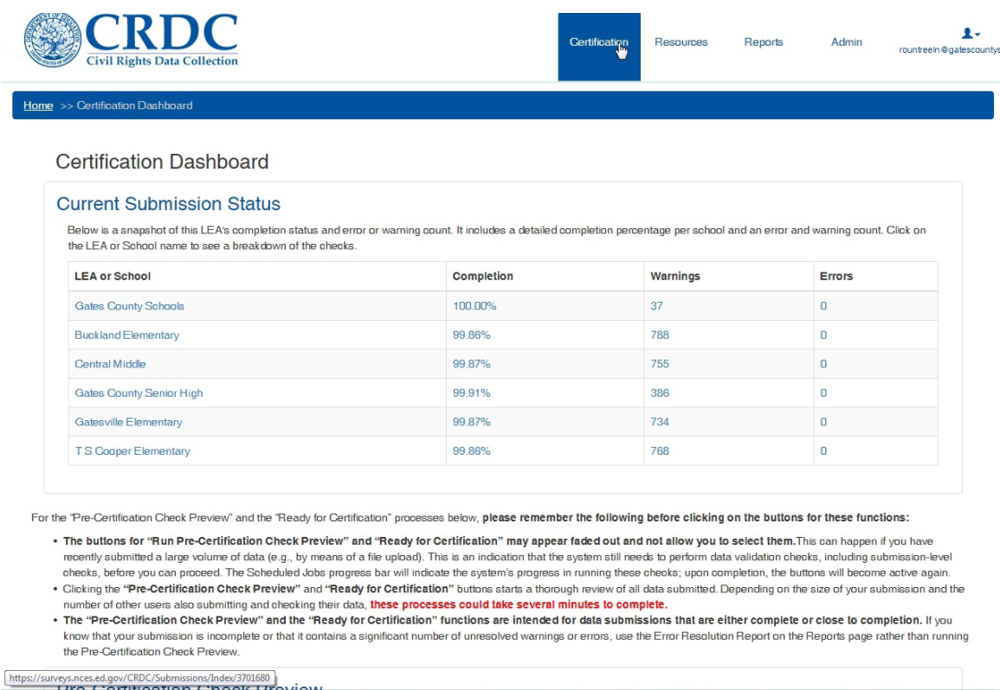 CRDC
Civil Rights Data Collection
Certification Resources Reports Admin
rountreeln@gatescountys
Home >> Certification Dashboard
Certification Dashboard
Current Submission Status
Below is a snapshot of this LEA's completion status and error or warning count. It includes a detailed completion percentage per school and an error and warning count. Click on
the LEA or School name to see a breakdown of the checks.
LEA or School Completion Warnings Errors
Gates County Schools 100.00% 37 0
Buckland Elementary 99.86% 788 0
Central Middle 99.87% 755 0
Gates County Senior High 99.91% 386 0
Gatesville Elementary 99.87% 734 0
T S Cooper Elementary 99.86% 768 0
For the “Pre-Certification Check Preview” and the “Ready for Certification” processes below, please remember the following before clicking on the buttons for these functions:
• The buttons for “Run Pre-Certification Check Preview” and “Ready for Certification” may appear faded out and not allow you to select them.This can happen if you have
recently submitted a large volume of data (e.g., by means of a file upload). This is an indication that the system still needs to perform data validation checks, including submission-level
checks, before you can proceed. The Scheduled Jobs progress bar will indicate the system's progress in running these checks; upon completion, the buttons will become active again.
• Clicking the “Pre-Certification Check Preview” and “Ready for Certification” buttons starts a thorough review of all data submitted. Depending on the size of your submission and the
number of other users also submitting and checking their data, these processes could take several minutes to complete.
• The “Pre-Certification Check Preview” and the “Ready for Certification” functions are intended for data submissions that are either complete or close to completion. If you
know that your submission is incomplete or that it contains a significant number of unresolved warnings or errors, use the Error Resolution Report on the Reports page rather than running
the Pre-Certification Check Preview.
https://surveys.nces.ed.gov/CRDC/Submissions/Index/3701680
Pre-Certification Check Preview